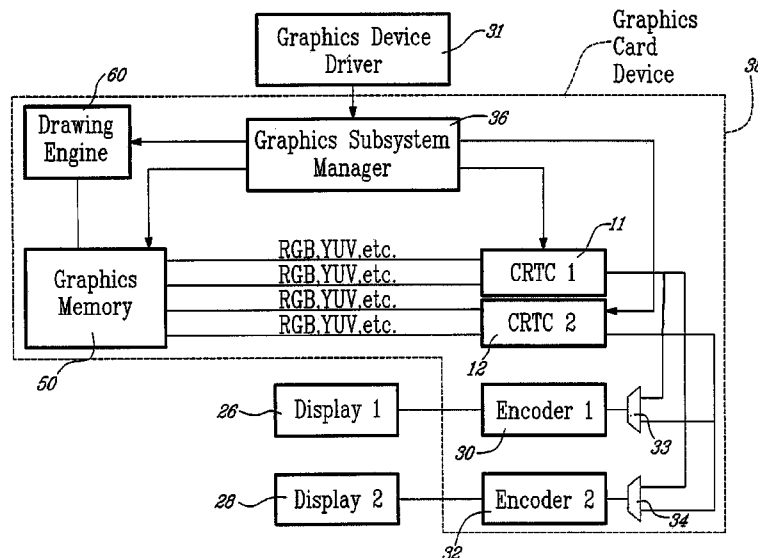 Graphics Device
Driver
31
Graphics
Card
Device
60
Drawing
Engine
36
Graphics Subsystem
Manager
11
RGB,YUV,etc.
RGB,YUV,etc.
RGB,YUV,etc.
RGB,YUV,etc.
Graphics
Memory
50
CRTC 1
CRTC 2
12
26
Display 1
Encoder 1
30
33
28
Display 2
Encoder 2
32
34